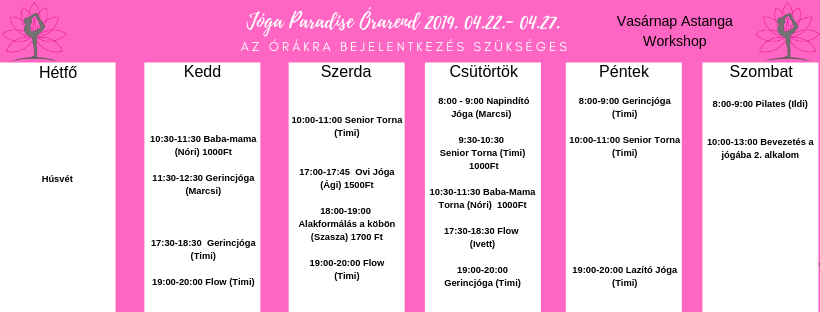 Jóga Paradise Órarend 2019. 04.22.- 04.27.
AZ ÓRÁKRA BEJELENTKEZÉS SZÜKSÉGES
Vasárnap Astanga
Workshop
Hétfő
Húsvét
Kedd
10:30-11:30 Baba-mama
(Nóri) 1000Ft
11:30-12:30 Gerincjóga
(Marcsi)
17:30-18:30 Gerincjóga
(Timi)
19:00-20:00 Flow (Timi)
Szerda
10:00-11:00 Senior Torna
(Timi)
17:00-17:45 Ovi Jóga
(Ági) 1500Ft
18:00-19:00
Alakformálás a köbön
(Szasza) 1700 Ft
19:00-20:00 Flow
(Timi)
Csütörtök
8:00 - 9:00 Napindító
Jóga (Marcsi)
9:30-10:30
Senior Torna (Timi)
1000Ft
10:30-11:30 Baba-Mama
Torna (Nóri) 1000Ft
17:30-18:30 Flow
(Ivett)
19:00-20:00
Gerincjóga (Timi)
Péntek
8:00-9:00 Gerincjóga
(Timi)
10:00-11:00 Senior Torna
(Timi)
19:00-20:00 Lazító Jóga
(Timi)
Szombat
8:00-9:00 Pilates (Ildi)
10:00-13:00 Bevezetés a
jógába 2. alkalom